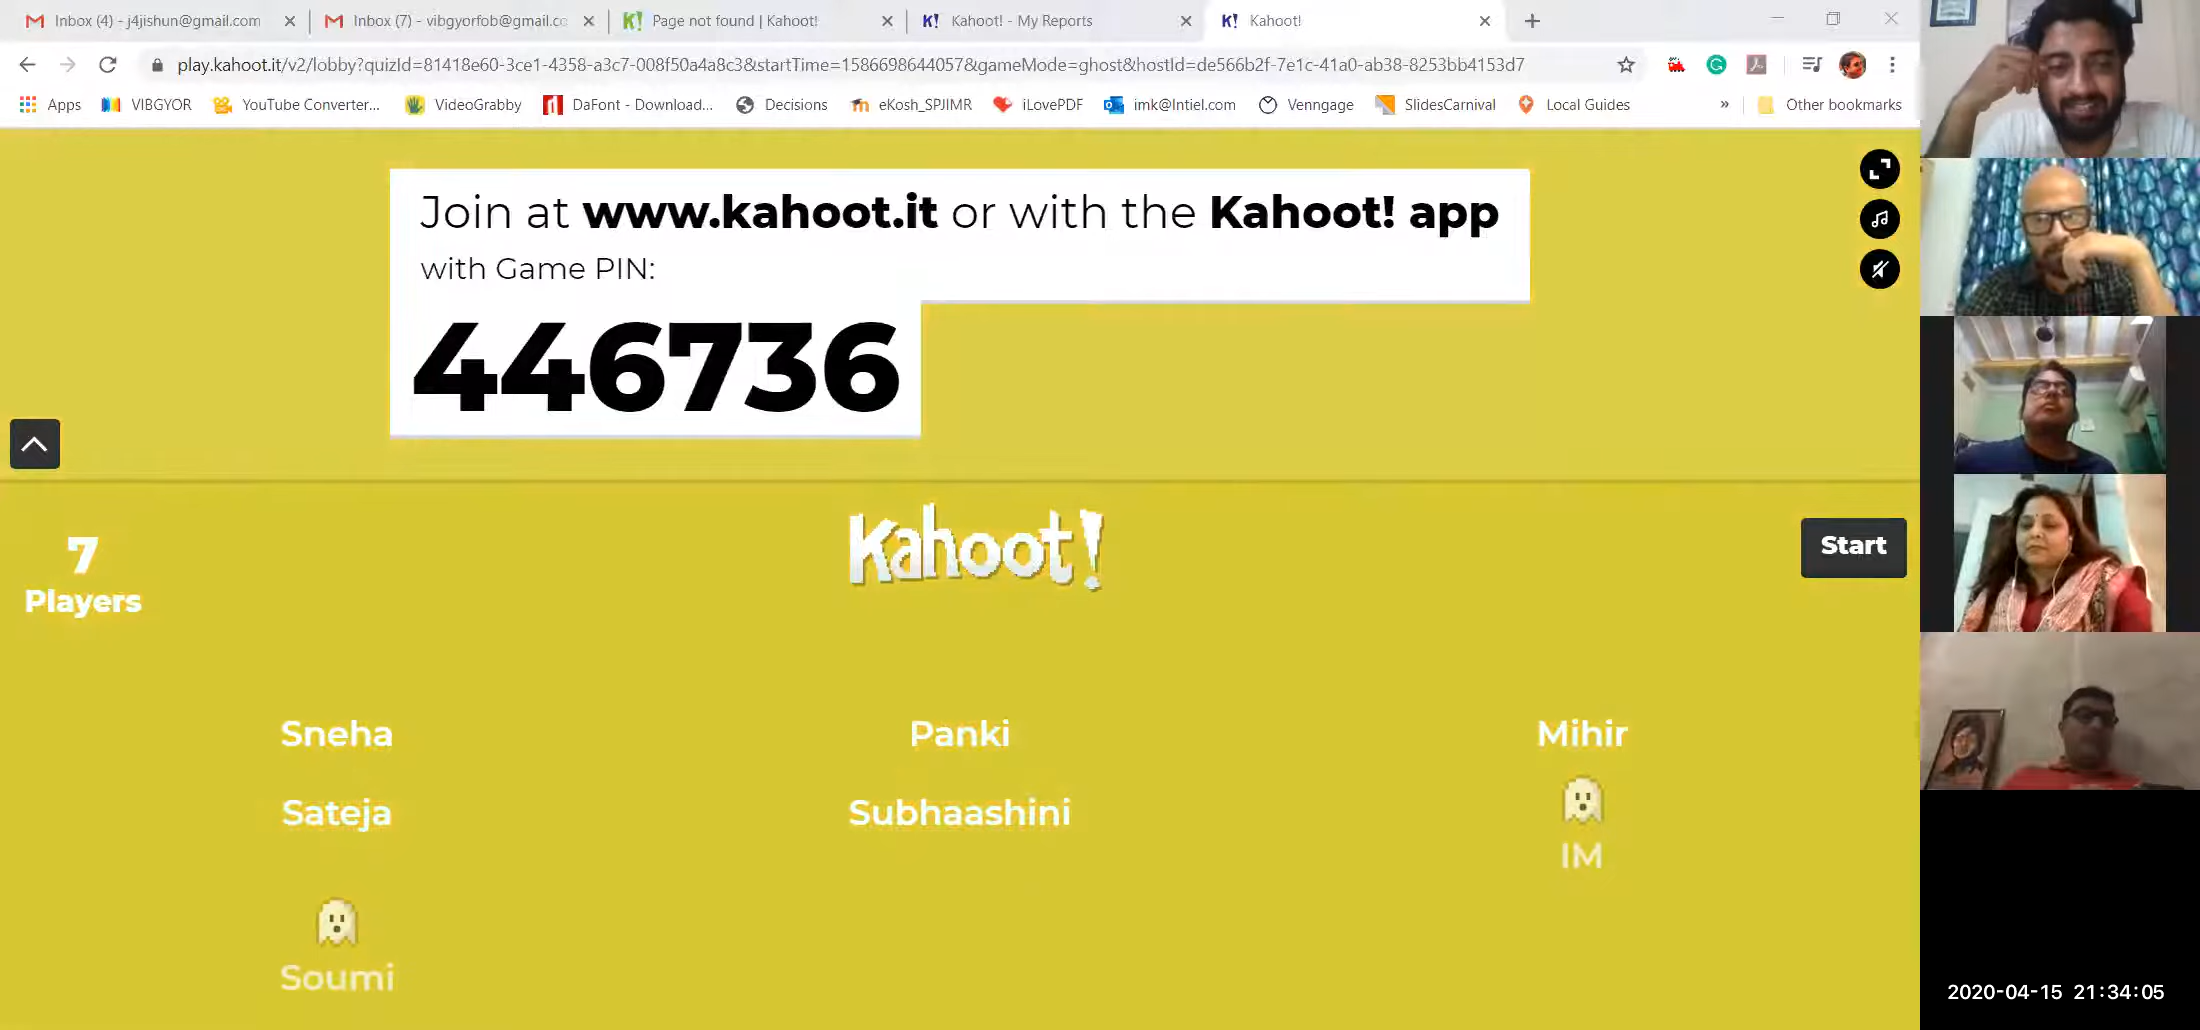 Inbox (4) - j4jishun@gmail.com
Inbox (7) - vibgyorfob@gmail.co
Page not found | Kahoot!
Kahoot! - My Reports
Kahoot!
play.kahoot.it/v2/lobby?quizId=81418e60-3ce1-4358-a3c7-008f50a4a8c3&startTime=1586698644057&gameMode=ghost&hostId=de566b2f-7e1c-41a0-ab38-8253bb4153d7
Apps VIBGYOR YouTube Converter... VideoGrabby DaFont - Download... Decisions eKosh_SPJIMR iLovePDF imk@Intiel.com Venngage SlidesCarnival Local Guides » Other bookmarks
Join at www.kahoot.it or with the Kahoot! app
with Game PIN:
446736
7
Players
Kahoot!
Start
Sneha Panki Mihir
Sateja Subhaashini
IM
Soumi
2020-04-15 21:34:05